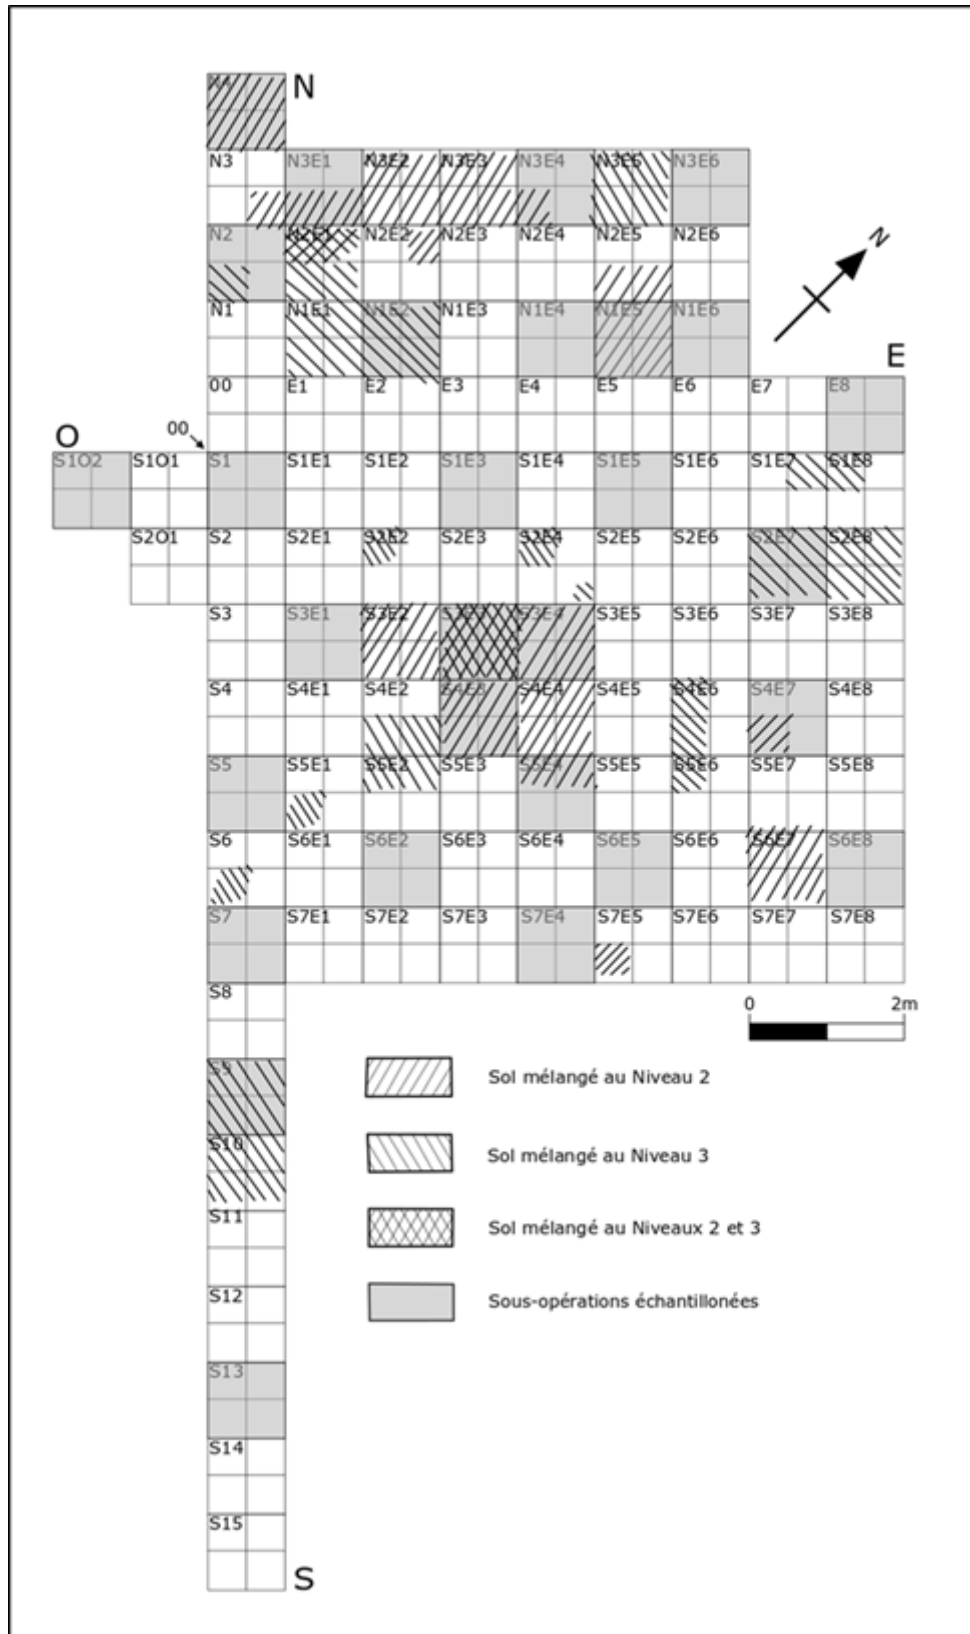 N4 N
N3 N3E1 N3E2 N3E3 N3E4 N3E5 N3E6
N2 N2E1 N2E2 N2E3 N2E4 N2E5 N2E6
N
N1 N1E1 N1E2 N1E3 N1E4 N1E5 N1E6
E
00 E1 E2 E3 E4 E5 E6 E7 E8
00
O
S1O2 S1O1 S1 S1E1 S1E2 S1E3 S1E4 S1E5 S1E6 S1E7 S1E8
S2O1 S2 S2E1 S2E2 S2E3 S2E4 S2E5 S2E6 S2E7 S2E8
S3 S3E1 S3E2 S3E4 S3E5 S3E6 S3E7 S3E8
S4 S4E1 S4E2 S4E3 S4E4 S4E5 S4E6 S4E7 S4E8
S5 S5E1 S5E2 S5E3 S5E4 S5E5 S5E6 S5E7 S5E8
S6 S6E1 S6E2 S6E3 S6E4 S6E5 S6E6 S6E7 S6E8
S7 S7E1 S7E2 S7E3 S7E4 S7E5 S7E6 S7E7 S7E8
S8
0 2m
S9
Sol mélangé au Niveau 2
S10
Sol mélangé au Niveau 3
S11
Sol mélangé au Niveaux 2 et 3
S12
Sous-opérations échantillonées
S13
S14
S15
S